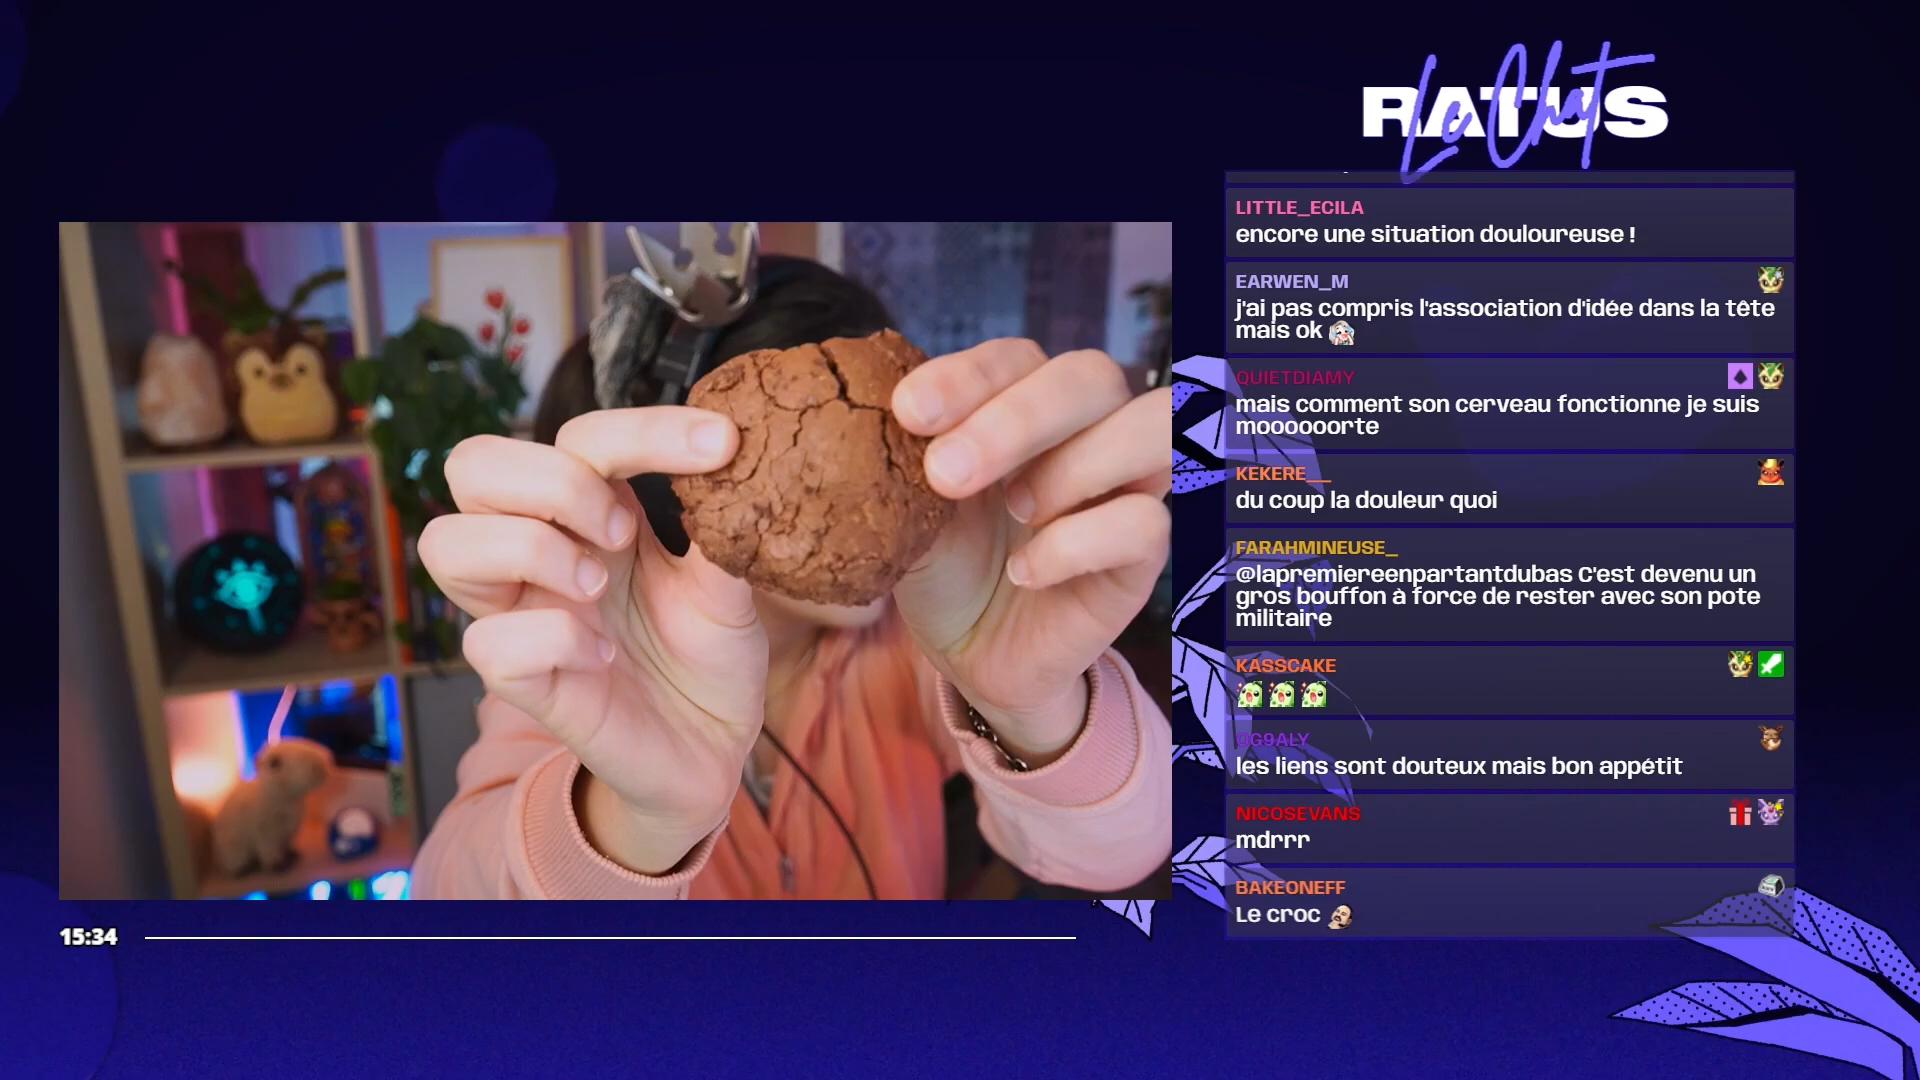 RATUS
Le Chat
LITTLE_ECILA
encore une situation douloureuse !
EARWEN_M
j'ai pas compris l'association d'idée dans la tête
mais ok
QUIETDIAMY
mais comment son cerveau fonctionne je suis
moooooorte
KEKERE__
du coup la douleur quoi
FARAHMINEUSE_
@lapremiereenpartantdubas C'est devenu un
gros bouffon à force de rester avec son pote
militaire
KASSCAKE
les liens sont douteux mais bon appétit
NICOSEVANS
mdrrr
BAKEONEFF
Le croc
15:34